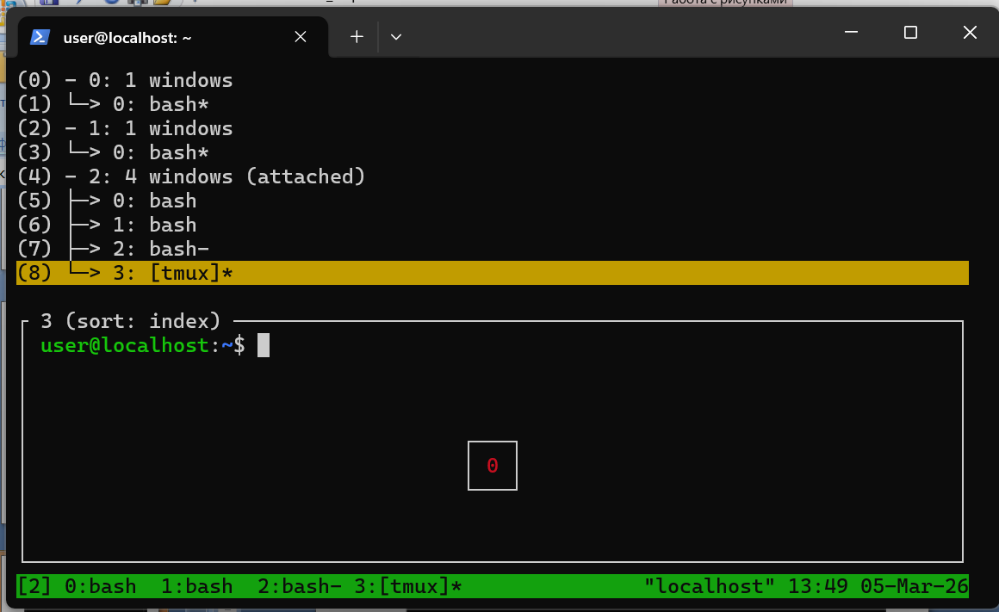 Работа с рисунками
user@localhost: ~
(0) - 0: 1 windows
(1) └─> 0: bash*
(2) - 1: 1 windows
(3) └─> 0: bash*
(4) - 2: 4 windows (attached)
(5) ├─> 0: bash
(6) ├─> 1: bash
(7) ├─> 2: bash-
(8) └─> 3: [tmux]*
3 (sort: index)
user@localhost:~$
0
[2] 0:bash  1:bash  2:bash- 3:[tmux]*    "localhost" 13:49 05-Mar-26